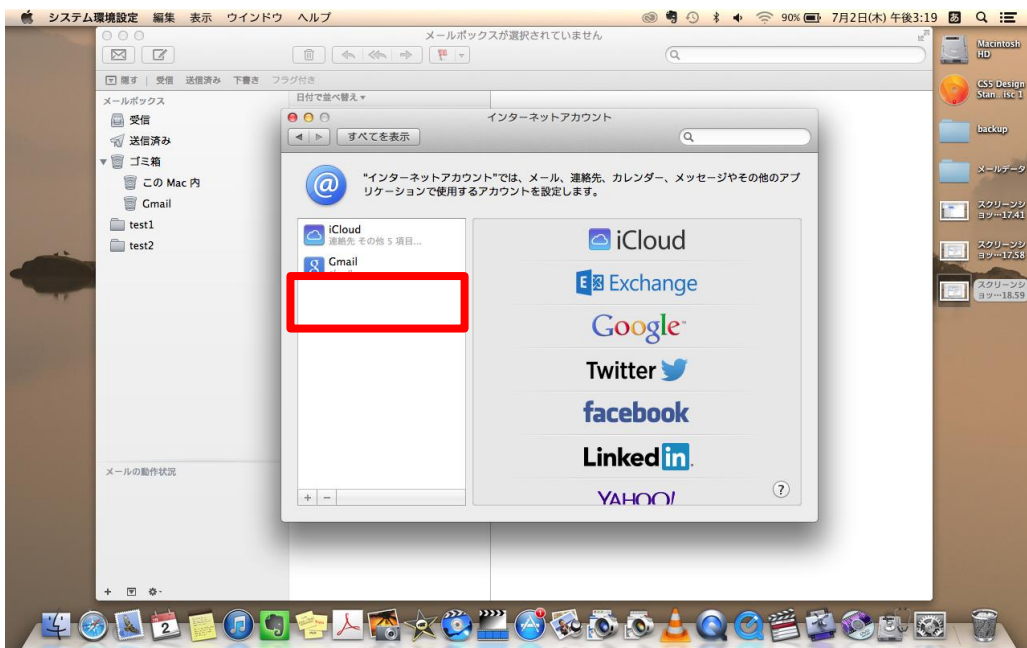 システム環境設定 編集 表示 ウインドウ ヘルプ
90% 7月2日(木) 午後3:19 あ
メールボックスが選択されていません
隠す 受信 送信済み 下書き フラグ付き
メールボックス
受信
送信済み
ゴミ箱
この Mac 内
Gmail
test1
test2
メールの動作状況
日付で並べ替え
インターネットアカウント
すべてを表示
"インターネットアカウント"では、メール、連絡先、カレンダー、メッセージやその他のアプ
リケーションで使用するアカウントを設定します。
iCloud
連絡先 その他 5 項目...
Gmail
iCloud
Exchange
Google
Twitter
facebook
Linked in
YAHOO!
?
Macintosh
HD
CS5 Design
Stan...isc 1
backup
メールデータ
スクリーンシ
ョッ…17.41
スクリーンシ
ョッ…17.58
スクリーンシ
ョッ…18.59
2